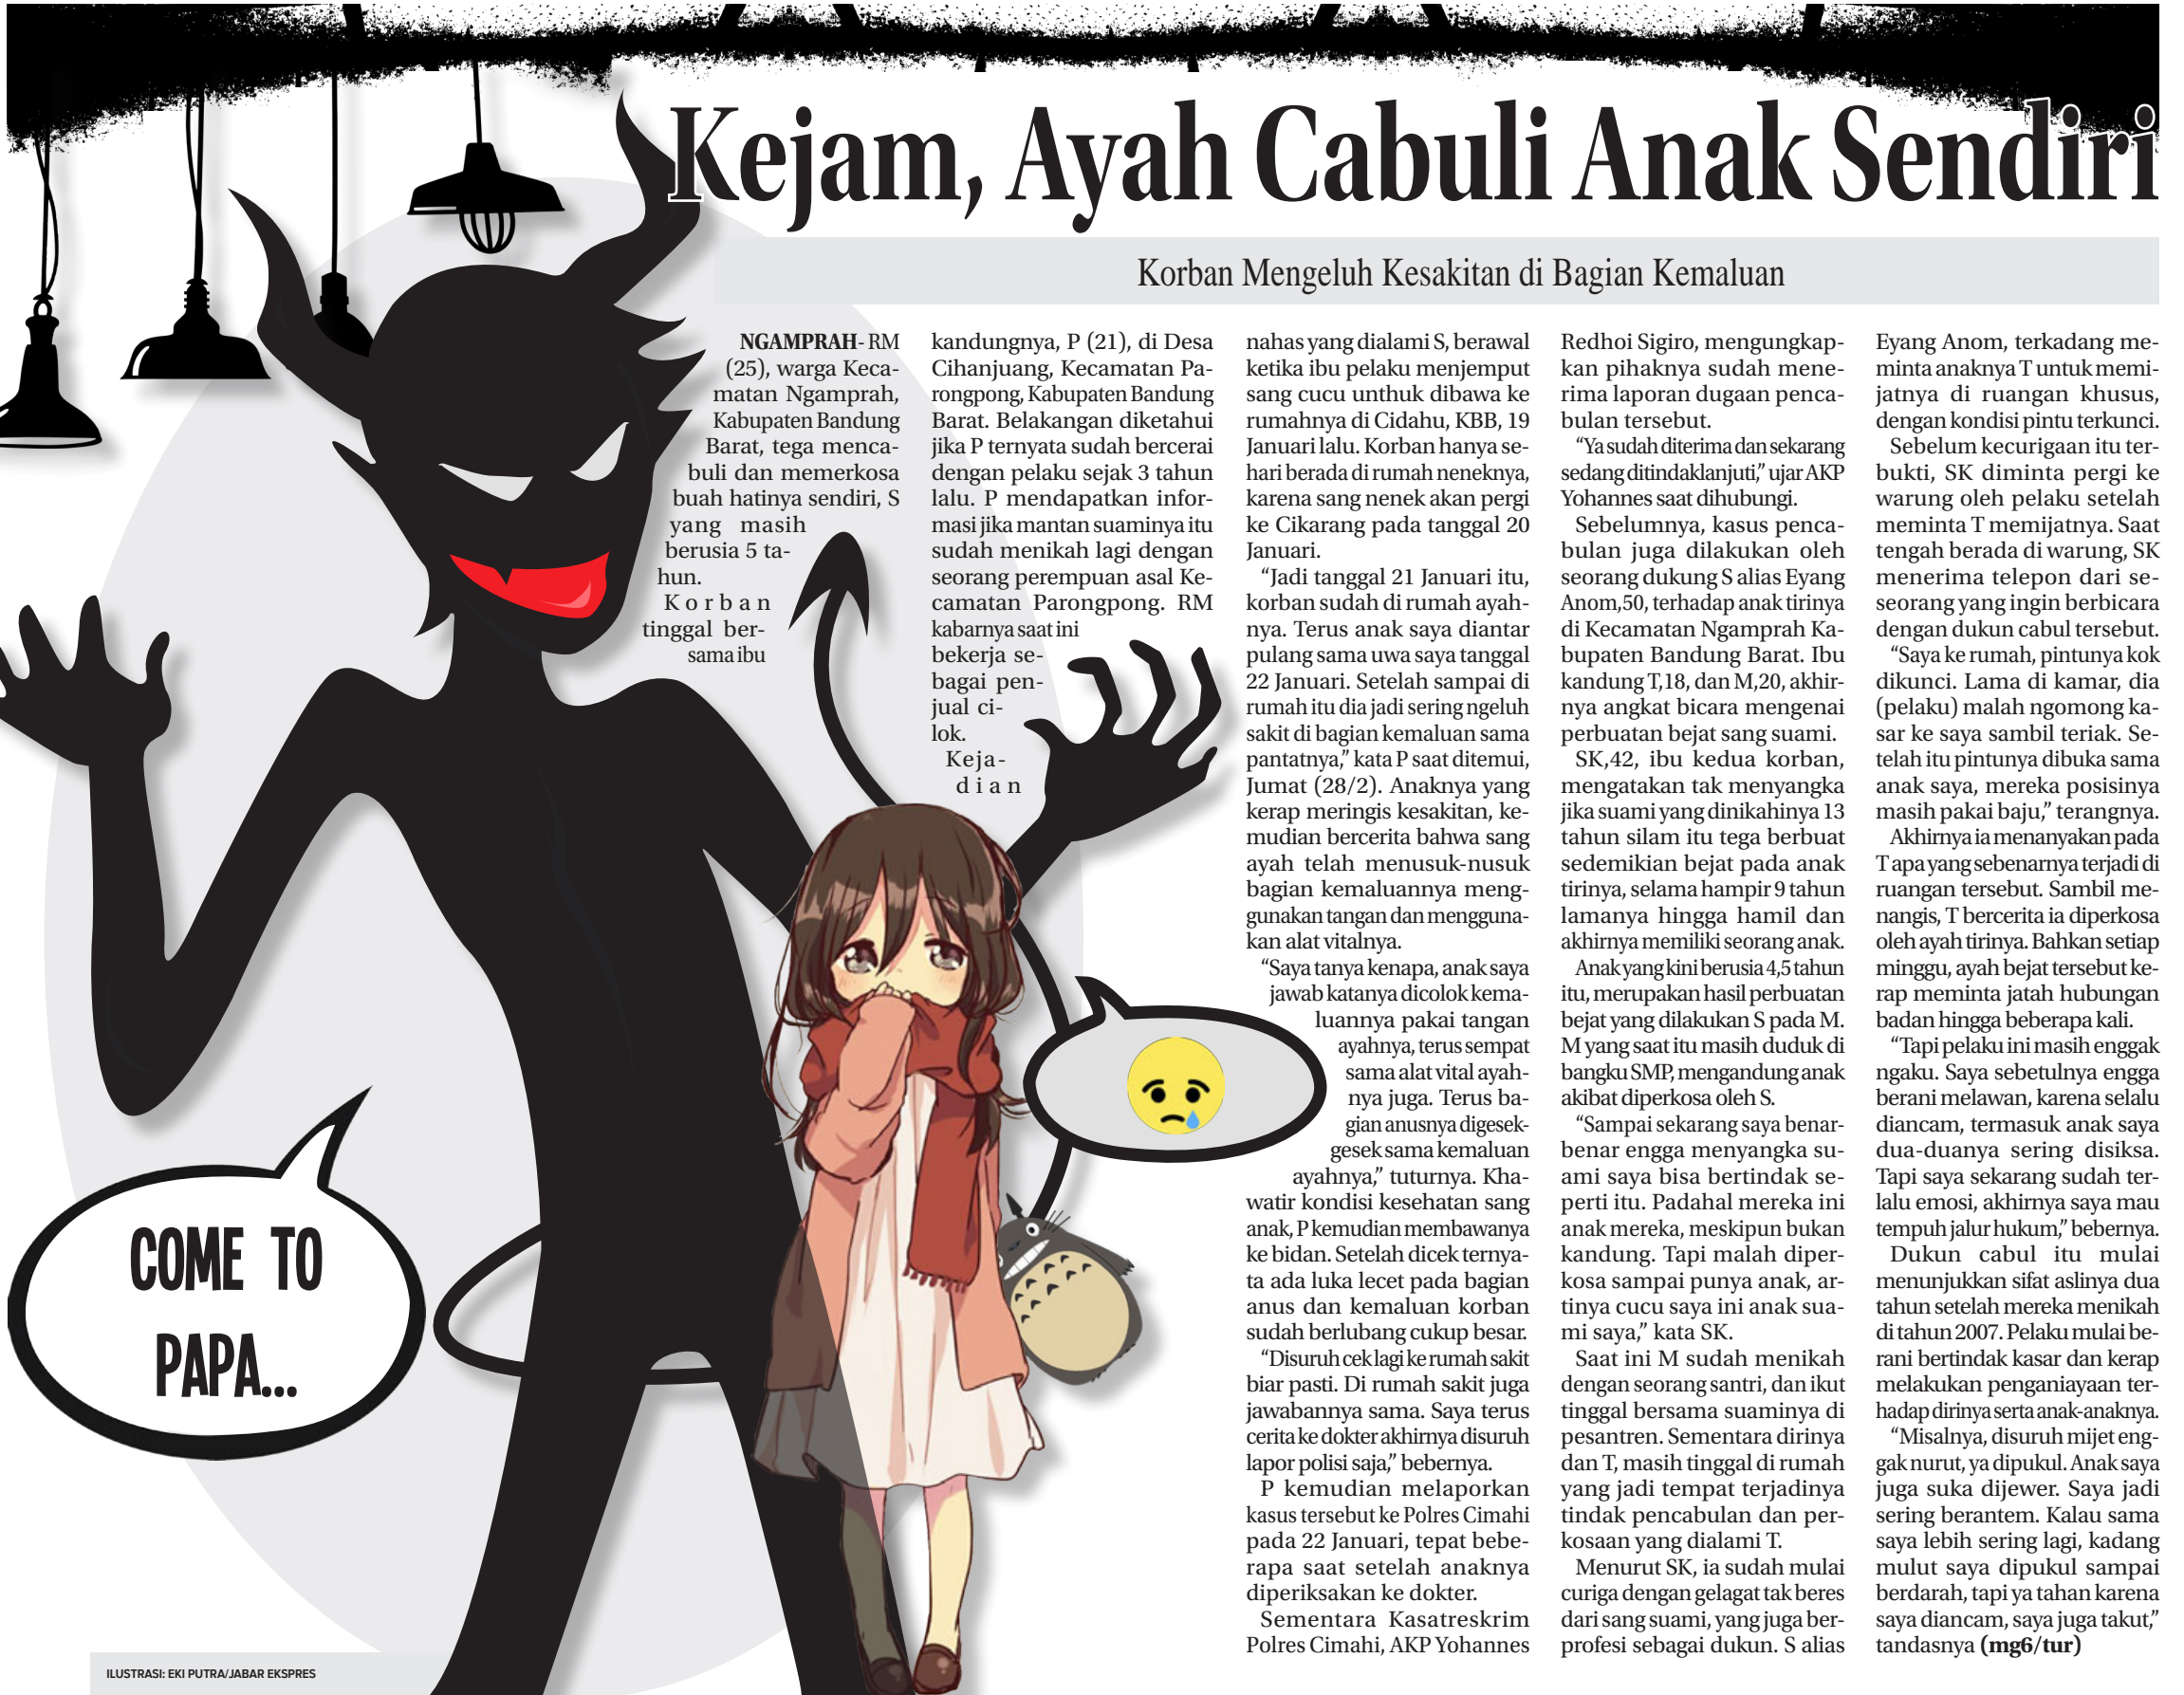 Kejam, Ayah Cabuli Anak Sendiri
Korban Mengeluh Kesakitan di Bagian Kemaluan
NGAMPRAH- RM
(25), warga Keca-
matan Ngamprah,
Kabupaten Bandung
Barat, tega menca-
buli dan memerkosa
buah hatinya sendiri, S
yang masih
berusia 5 ta-
hun.
Korban
tinggal ber-
sama ibu
kandungnya, P (21), di Desa
Cihanjuang, Kecamatan Pa-
rongpong, Kabupaten Bandung
Barat. Belakangan diketahui
jika P ternyata sudah bercerai
dengan pelaku sejak 3 tahun
lalu. P mendapatkan infor-
masi jika mantan suaminya itu
sudah menikah lagi dengan
seorang perempuan asal Ke-
camatan Parongpong. RM
kabarnya saat ini
bekerja se-
bagai pen-
jual ci-
lok.
Keja-
dian
nahas yang dialami S, berawal
ketika ibu pelaku menjemput
sang cucu unthuk dibawa ke
rumahnya di Cidahu, KBB, 19
Januari lalu. Korban hanya se-
hari berada di rumah neneknya,
karena sang nenek akan pergi
ke Cikarang pada tanggal 20
Januari.
“Jadi tanggal 21 Januari itu,
korban sudah di rumah ayah-
nya. Terus anak saya diantar
pulang sama uwa saya tanggal
22 Januari. Setelah sampai di
rumah itu dia jadi sering ngeluh
sakit di bagian kemaluan sama
pantatnya,” kata P saat ditemui,
Jumat (28/2). Anaknya yang
kerap meringis kesakitan, ke-
mudian bercerita bahwa sang
ayah telah menusuk-nusuk
bagian kemaluannya meng-
gunakan tangan dan mengguna-
kan alat vitalnya.
“Saya tanya kenapa, anak saya
jawab katanya dicolok kema-
luannya pakai tangan
ayahnya, terus sempat
sama alat vital ayah-
nya juga. Terus ba-
gian anusnya digesek-
gesek sama kemaluan
ayahnya,” tuturnya. Kha-
watir kondisi kesehatan sang
anak, P kemudian membawanya
ke bidan. Setelah dicek ternya-
ta ada luka lecet pada bagian
anus dan kemaluan korban
sudah berlubang cukup besar.
“Disuruh cek lagi ke rumah sakit
biar pasti. Di rumah sakit juga
jawabannya sama. Saya terus
cerita ke dokter akhirnya disuruh
lapor polisi saja,” bebernya.
P kemudian melaporkan
kasus tersebut ke Polres Cimahi
pada 22 Januari, tepat bebe-
rapa saat setelah anaknya
diperiksakan ke dokter.
Sementara Kasatreskrim
Polres Cimahi, AKP Yohannes
Redhoi Sigiro, mengungkap-
kan pihaknya sudah mene-
rima laporan dugaan penca-
bulan tersebut.
“Ya sudah diterima dan sekarang
sedang ditindaklanjuti,” ujar AKP
Yohannes saat dihubungi.
Sebelumnya, kasus penca-
bulan juga dilakukan oleh
seorang dukung S alias Eyang
Anom,50, terhadap anak tirinya
di Kecamatan Ngamprah Ka-
bupaten Bandung Barat. Ibu
kandung T,18, dan M,20, akhir-
nya angkat bicara mengenai
perbuatan bejat sang suami.
SK,42, ibu kedua korban,
mengatakan tak menyangka
jika suami yang dinikahinya 13
tahun silam itu tega berbuat
sedemikian bejat pada anak
tirinya, selama hampir 9 tahun
lamanya hingga hamil dan
akhirnya memiliki seorang anak.
Anak yang kini berusia 4,5 tahun
itu, merupakan hasil perbuatan
bejat yang dilakukan S pada M.
M yang saat itu masih duduk di
bangku SMP, mengandung anak
akibat diperkosa oleh S.
“Sampai sekarang saya benar-
benar engga menyangka su-
ami saya bisa bertindak se-
perti itu. Padahal mereka ini
anak mereka, meskipun bukan
kandung. Tapi malah diper-
kosa sampai punya anak, ar-
tinya cucu saya ini anak sua-
mi saya,” kata SK.
Saat ini M sudah menikah
dengan seorang santri, dan ikut
tinggal bersama suaminya di
pesantren. Sementara dirinya
dan T, masih tinggal di rumah
yang jadi tempat terjadinya
tindak pencabulan dan per-
kosaan yang dialami T.
Menurut SK, ia sudah mulai
curiga dengan gelagat tak beres
dari sang suami, yang juga ber-
profesi sebagai dukun. S alias
Eyang Anom, terkadang me-
minta anaknya T untuk memi-
jatnya di ruangan khusus,
dengan kondisi pintu terkunci.
Sebelum kecurigaan itu ter-
bukti, SK diminta pergi ke
warung oleh pelaku setelah
meminta T memijatnya. Saat
tengah berada di warung, SK
menerima telepon dari se-
seorang yang ingin berbicara
dengan dukun cabul tersebut.
“Saya ke rumah, pintunya kok
dikunci. Lama di kamar, dia
(pelaku) malah ngomong ka-
sar ke saya sambil teriak. Se-
telah itu pintunya dibuka sama
anak saya, mereka posisinya
masih pakai baju,” terangnya.
Akhirnya ia menanyakan pada
T apa yang sebenarnya terjadi di
ruangan tersebut. Sambil me-
nangis, T bercerita ia diperkosa
oleh ayah tirinya. Bahkan setiap
minggu, ayah bejat tersebut ke-
rap meminta jatah hubungan
badan hingga beberapa kali.
“Tapi pelaku ini masih enggak
ngaku. Saya sebetulnya engga
berani melawan, karena selalu
diancam, termasuk anak saya
dua-duanya sering disiksa.
Tapi saya sekarang sudah ter-
lalu emosi, akhirnya saya mau
tempuh jalur hukum,” bebernya.
Dukun cabul itu mulai
menunjukkan sifat aslinya dua
tahun setelah mereka menikah
di tahun 2007. Pelaku mulai be-
rani bertindak kasar dan kerap
melakukan penganiayaan ter-
hadap dirinya serta anak-anaknya.
“Misalnya, disuruh mijet eng-
gak nurut, ya dipukul. Anak saya
juga suka dijewer. Saya jadi
sering berantem. Kalau sama
saya lebih sering lagi, kadang
mulut saya dipukul sampai
berdarah, tapi ya tahan karena
saya diancam, saya juga takut,”
tandasnya (mg6/tur)
COME TO
PAPA...
ILUSTRASI: EKI PUTRA/JABAR EKSPRES